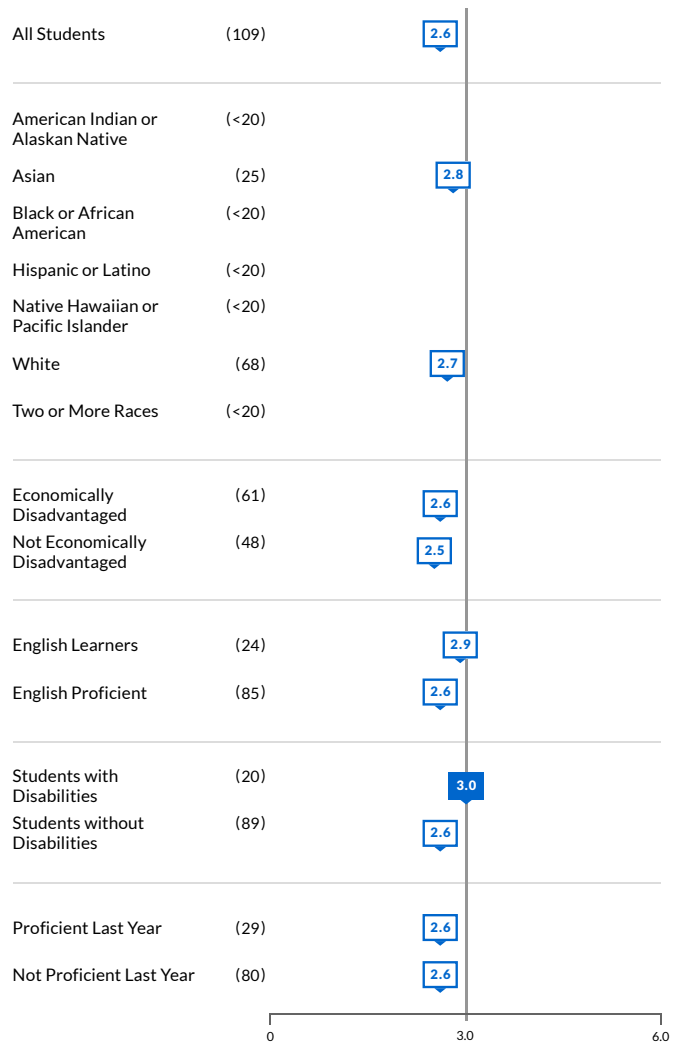 All Students (109) 2.6
American Indian or (<20)
Alaskan Native
Asian (25) 2.8
Black or African (<20)
American
Hispanic or Latino (<20)
Native Hawaiian or (<20)
Pacific Islander
White (68) 2.7
Two or More Races (<20)
Economically (61) 2.6
Disadvantaged
Not Economically (48) 2.5
Disadvantaged
English Learners (24) 2.9
English Proficient (85) 2.6
Students with (20) 3.0
Disabilities
Students without (89) 2.6
Disabilities
Proficient Last Year (29) 2.6
Not Proficient Last Year (80) 2.6
0 3.0 6.0